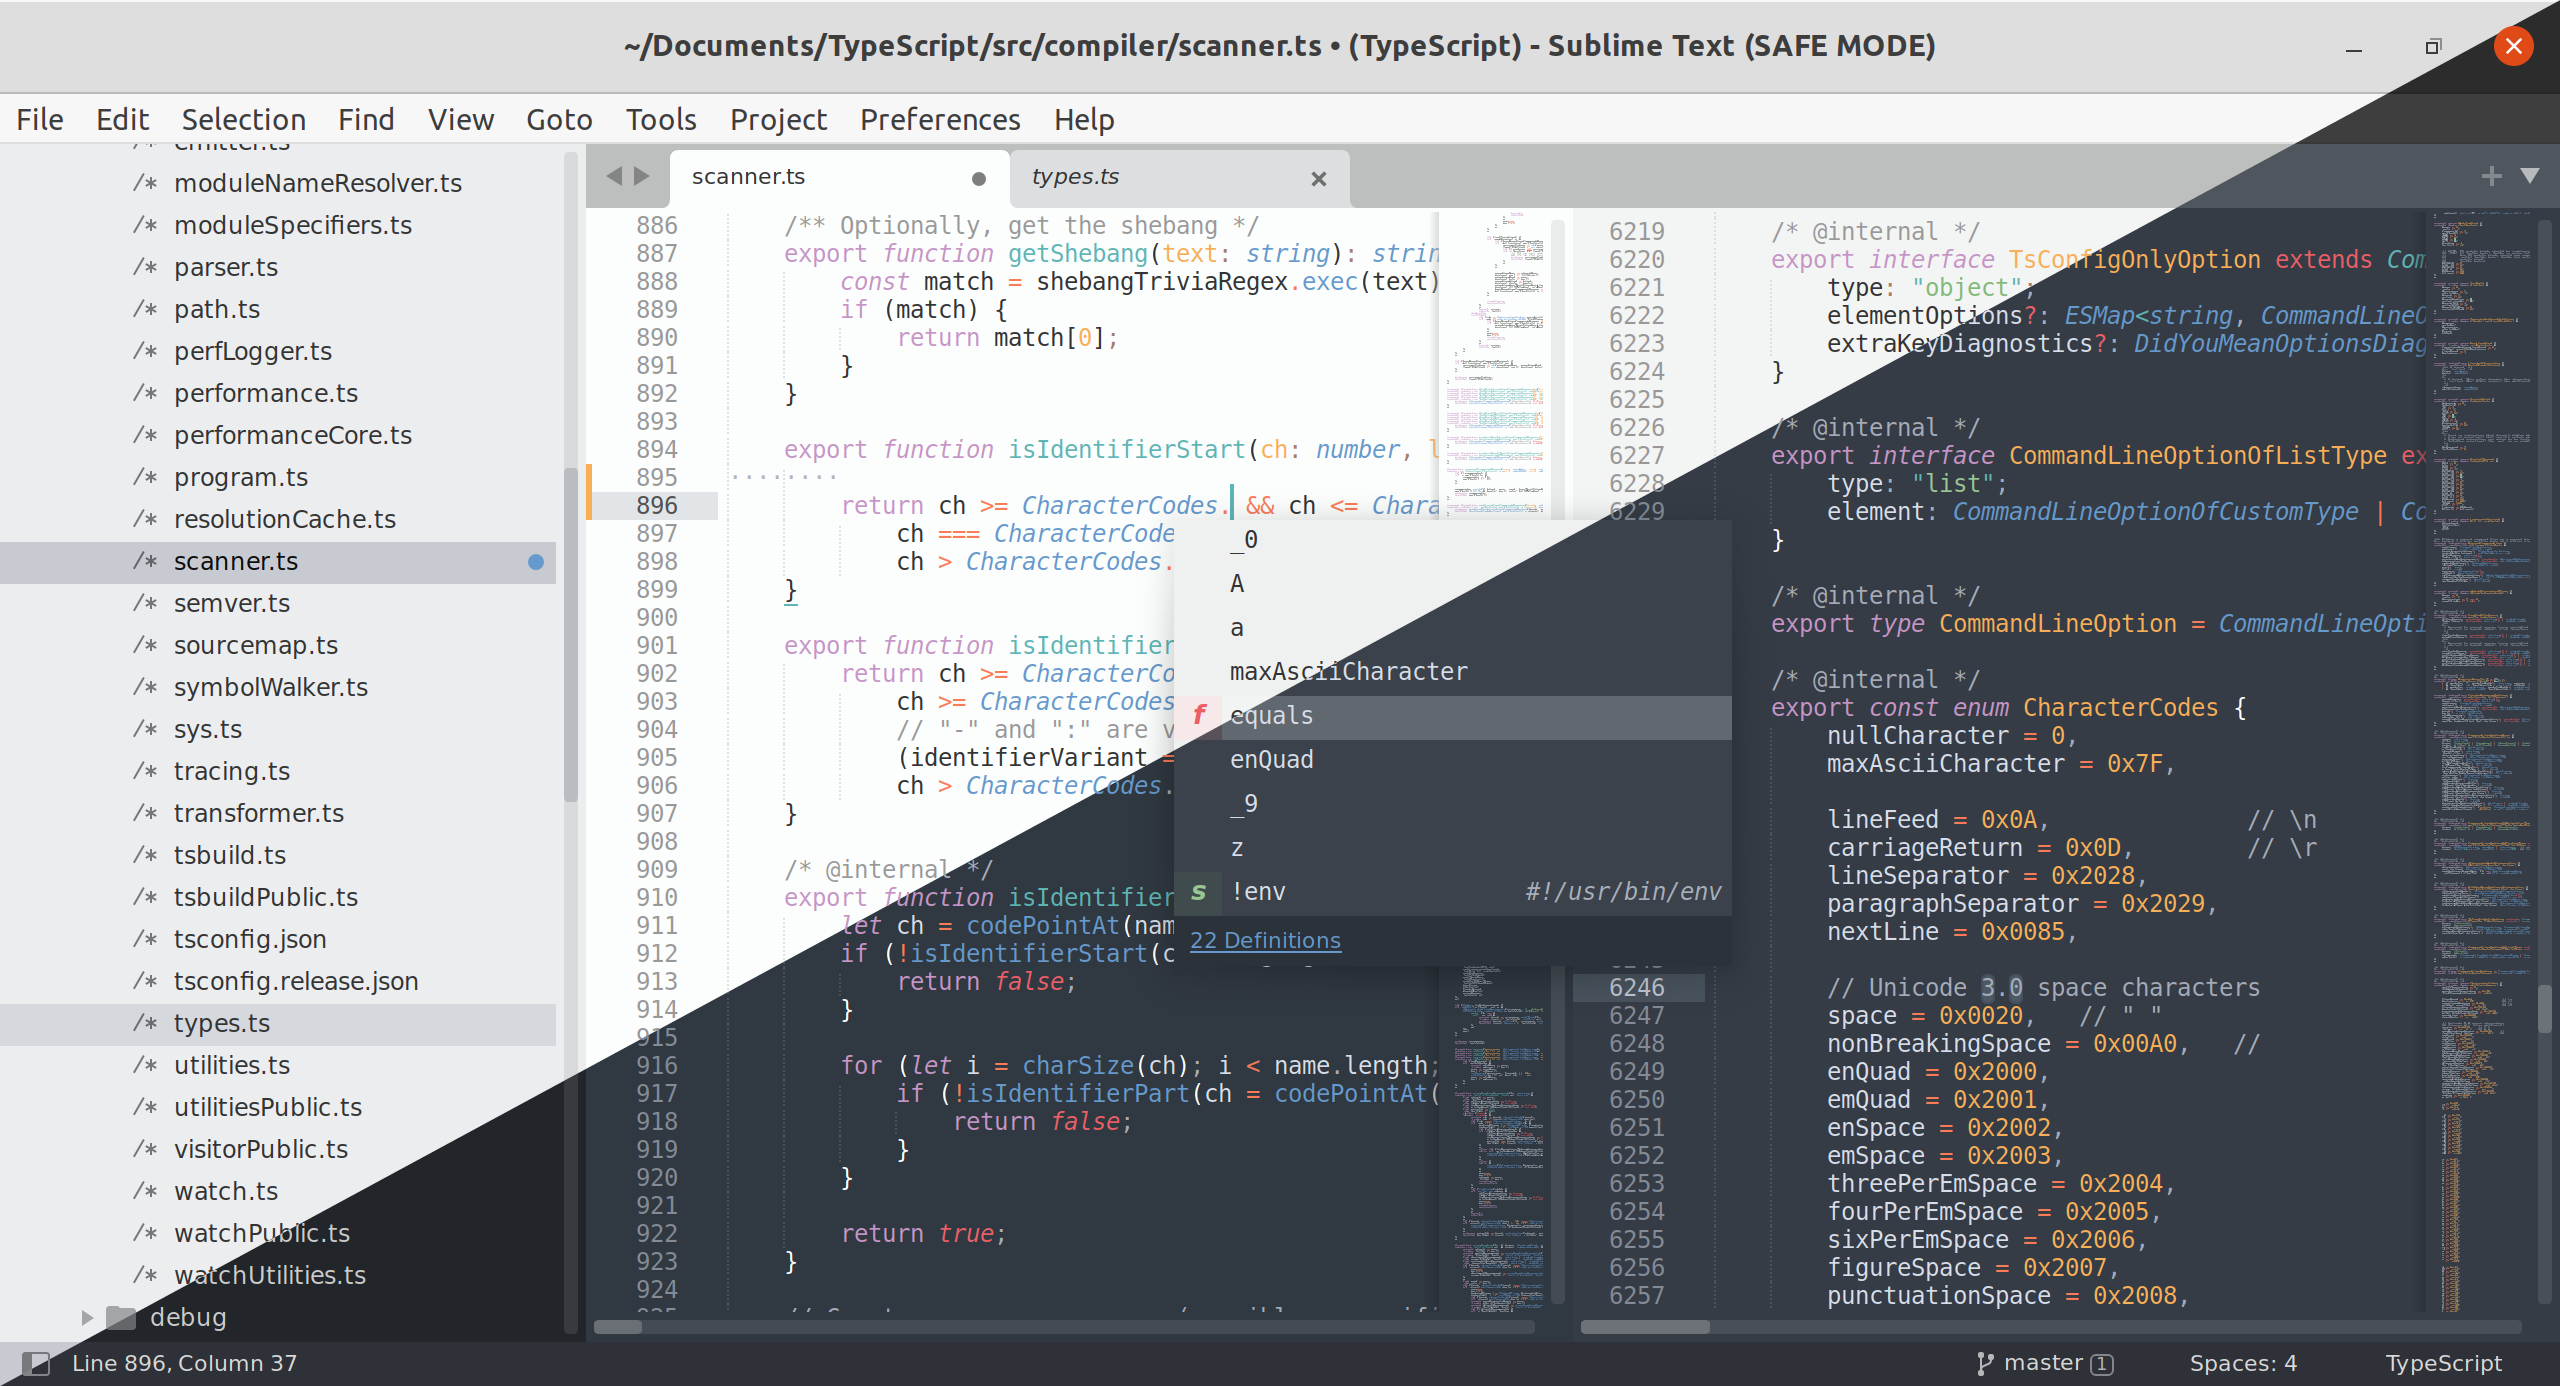 ~/Documents/TypeScript/src/compiler/scanner.ts • (TypeScript) - Sublime Text (SAFE MODE)
File Edit Selection Find View Goto Tools Project Preferences Help
/* emitter.ts
/* moduleNameResolver.ts
/* moduleSpecifiers.ts
/* parser.ts
/* path.ts
/* perfLogger.ts
/* performance.ts
/* performanceCore.ts
/* program.ts
/* resolutionCache.ts
/* scanner.ts
/* semver.ts
/* sourcemap.ts
/* symbolWalker.ts
/* sys.ts
/* tracing.ts
/* transformer.ts
/* tsbuild.ts
/* tsbuildPublic.ts
/* tsconfig.json
/* tsconfig.release.json
/* types.ts
/* utilities.ts
/* utilitiesPublic.ts
/* visitorPublic.ts
/* watch.ts
/* watchPublic.ts
/* watchUtilities.ts
debug
scanner.ts
types.ts
886 /** Optionally, get the shebang */
887 export function getShebang(text: string): strin
888 const match = shebangTriviaRegex.exec(text)
889 if (match) {
890 return match[0];
891 }
892 }
893
894 export function isIdentifierStart(ch: number, l
895
896 return ch >= CharacterCodes. && ch <= Chara
897 ch === CharacterCode
898 ch > CharacterCodes.
899 }
900
901 export function isIdentifier
902 return ch >= CharacterCo
903 ch >= CharacterCodes
904 // "-" and ":" are v
905 (identifierVariant =
906 ch > CharacterCodes.
907 }
908
909 /* @internal */
910 export function isIdentifier
911 let ch = codePointAt(nam
912 if (!isIdentifierStart(c
913 return false;
914 }
915
916 for (let i = charSize(ch); i < name.length;
917 if (!isIdentifierPart(ch = codePointAt(
918 return false;
919 }
920 }
921
922 return true;
923 }
924
_0
A
a
maxAsciiCharacter
f equals
enQuad
_9
z
s !env #!/usr/bin/env
22 Definitions
6219 /* @internal */
6220 export interface TsConfigOnlyOption extends Com
6221 type: "object";
6222 elementOptions?: ESMap<string, CommandLineO
6223 extraKeyDiagnostics?: DidYouMeanOptionsDiag
6224 }
6225
6226 /* @internal */
6227 export interface CommandLineOptionOfListType ex
6228 type: "list";
6229 element: CommandLineOptionOfCustomType | Co
}
/* @internal */
export type CommandLineOption = CommandLineOpti
/* @internal */
export const enum CharacterCodes {
nullCharacter = 0,
maxAsciiCharacter = 0x7F,
lineFeed = 0x0A, // \n
carriageReturn = 0x0D, // \r
lineSeparator = 0x2028,
paragraphSeparator = 0x2029,
nextLine = 0x0085,
6246 // Unicode 3.0 space characters
6247 space = 0x0020, // " "
6248 nonBreakingSpace = 0x00A0, //
6249 enQuad = 0x2000,
6250 emQuad = 0x2001,
6251 enSpace = 0x2002,
6252 emSpace = 0x2003,
6253 threePerEmSpace = 0x2004,
6254 fourPerEmSpace = 0x2005,
6255 sixPerEmSpace = 0x2006,
6256 figureSpace = 0x2007,
6257 punctuationSpace = 0x2008,
Line 896, Column 37
master 1 Spaces: 4 TypeScript